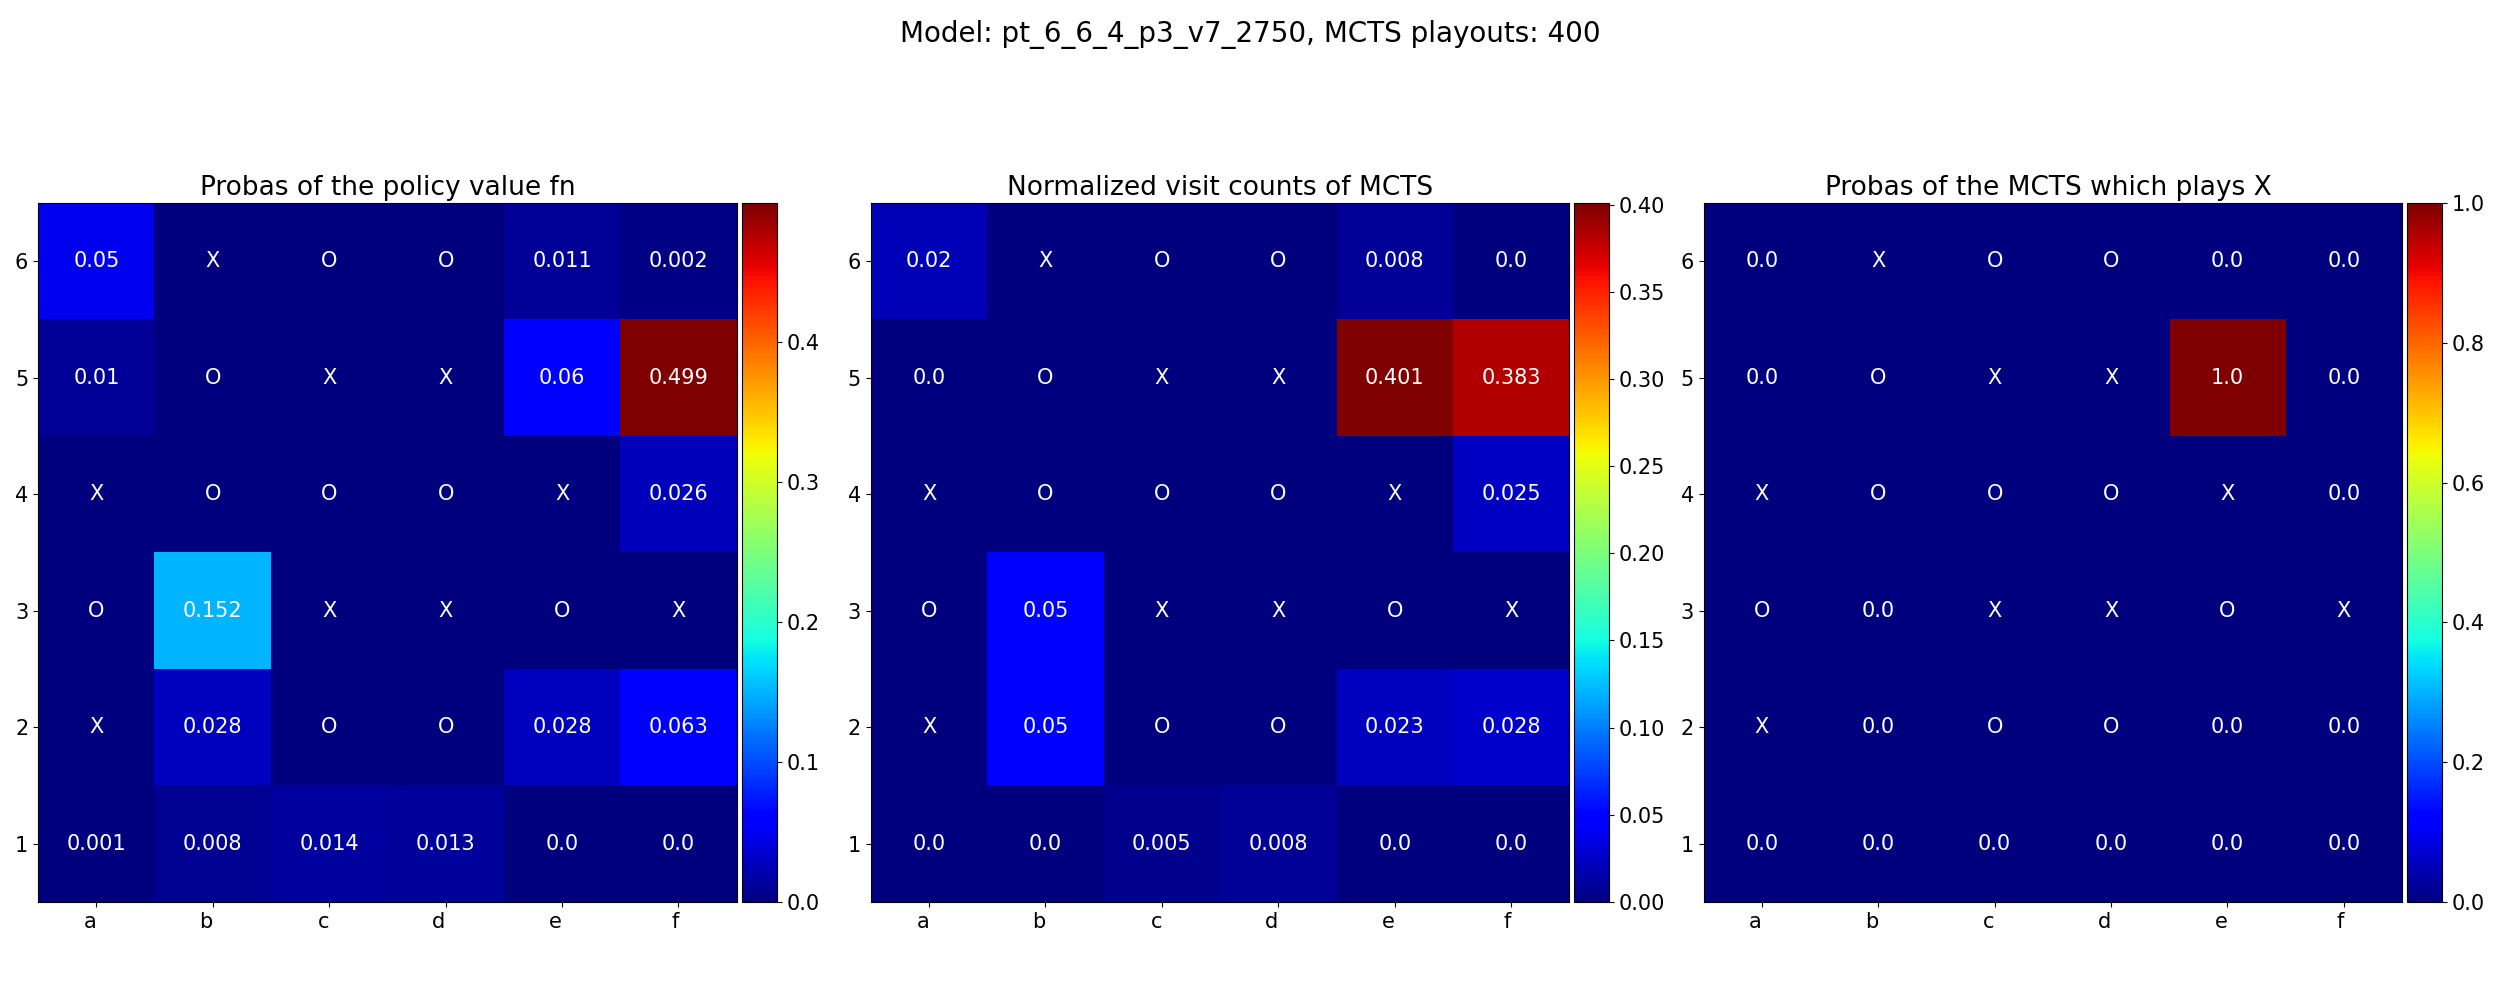 Model: pt_6_6_4_p3_v7_2750, MCTS playouts: 400
Probas of the policy value fn
6 0.05 X O O 0.011 0.002
5 0.01 O X X 0.06 0.499
4 X O O O X 0.026
3 O 0.152 X X O X
2 X 0.028 O O 0.028 0.063
1 0.001 0.008 0.014 0.013 0.0 0.0
a b c d e f
0.4
0.3
0.2
0.1
0.0
Normalized visit counts of MCTS
6 0.02 X O O 0.008 0.0
5 0.0 O X X 0.401 0.383
4 X O O O X 0.025
3 O 0.05 X X O X
2 X 0.05 O O 0.023 0.028
1 0.0 0.0 0.005 0.008 0.0 0.0
a b c d e f
0.40
0.35
0.30
0.25
0.20
0.15
0.10
0.05
0.00
Probas of the MCTS which plays X
6 0.0 X O O 0.0 0.0
5 0.0 O X X 1.0 0.0
4 X O O O X 0.0
3 O 0.0 X X O X
2 X 0.0 O O 0.0 0.0
1 0.0 0.0 0.0 0.0 0.0 0.0
a b c d e f
1.0
0.8
0.6
0.4
0.2
0.0